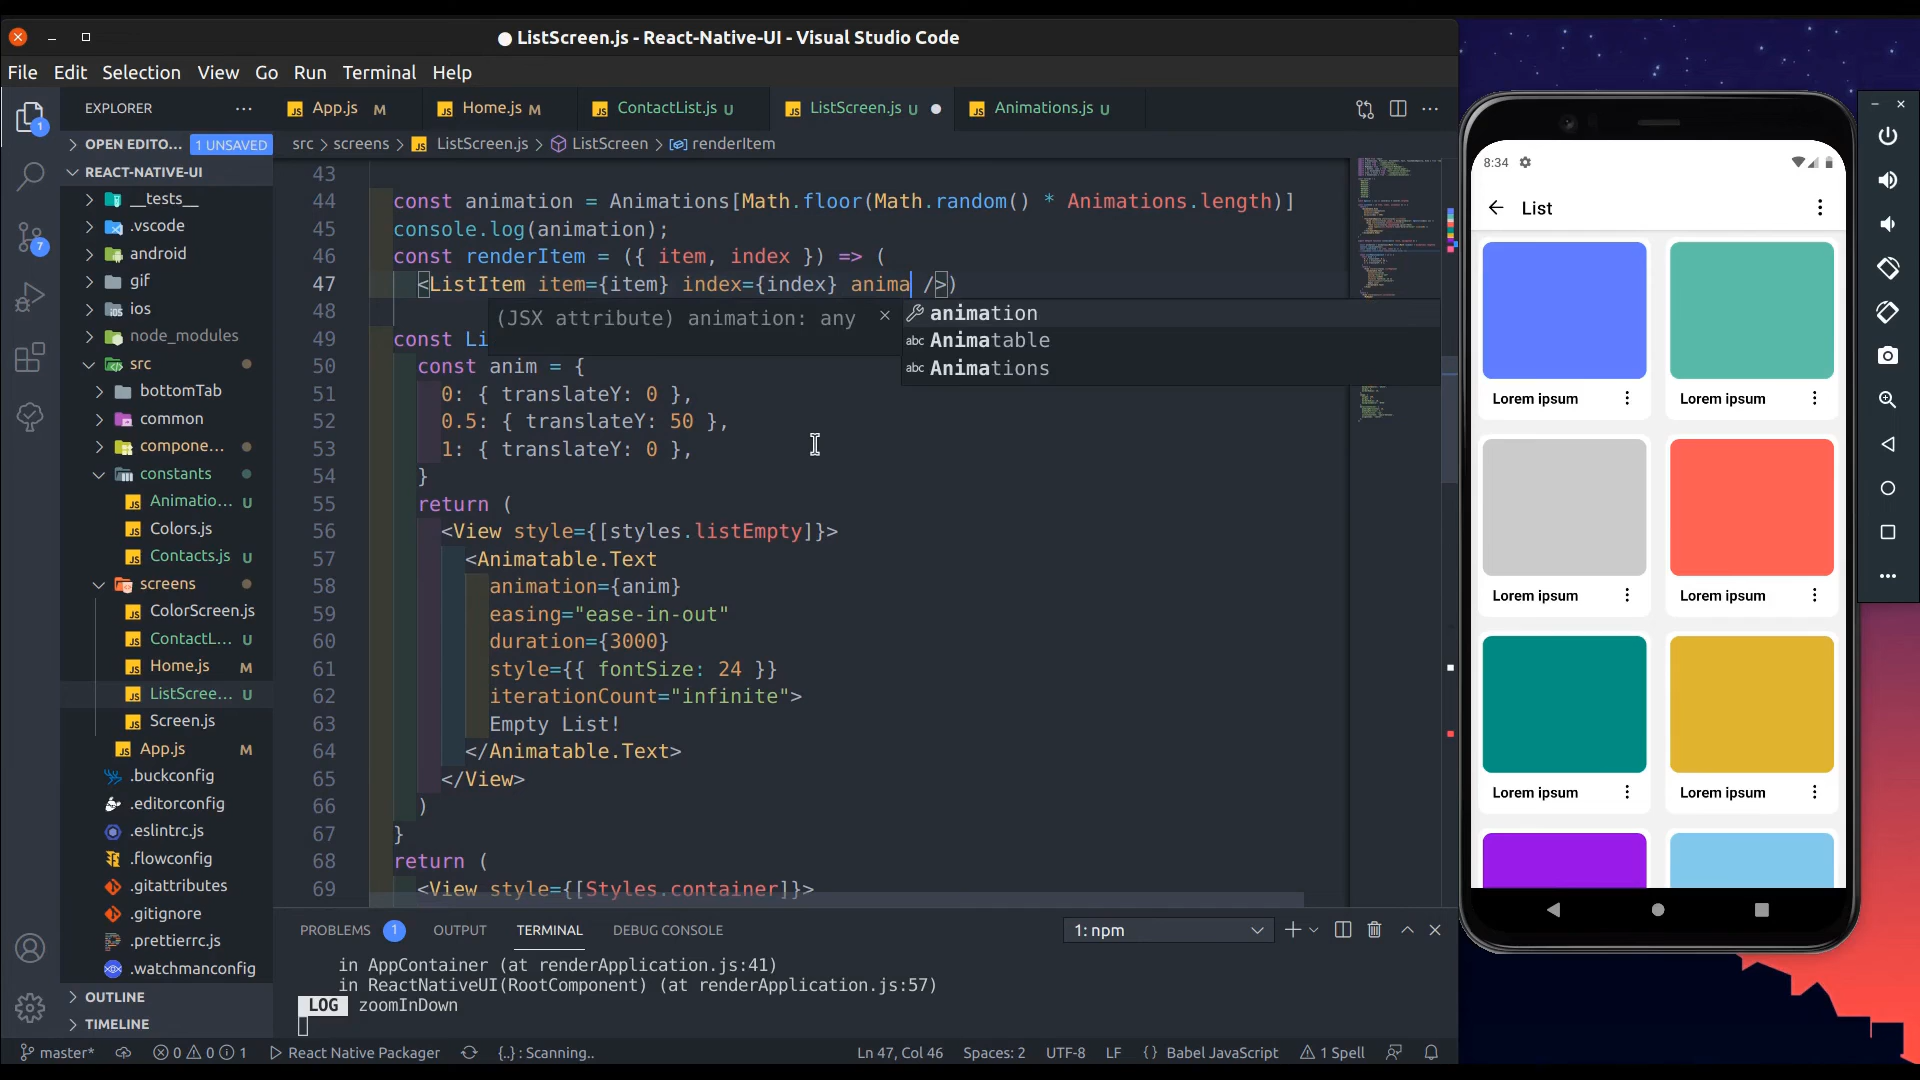 ● ListScreen.js - React-Native-UI - Visual Studio Code
File Edit Selection View Go Run Terminal Help
EXPLORER
OPEN EDITO... 1 UNSAVED
REACT-NATIVE-UI
__tests__
.vscode
android
gif
ios
node_modules
src
bottomTab
common
compone...
constants
Animatio... U
Colors.js
Contacts.js U
screens
ColorScreen.js
ContactL... U
Home.js M
ListScree... U
Screen.js
App.js M
.buckconfig
.editorconfig
.eslintrc.js
.flowconfig
.gitattributes
.gitignore
.prettierrc.js
.watchmanconfig
OUTLINE
TIMELINE
App.js M Home.js M ContactList.js U ListScreen.js U Animations.js U
src > screens > ListScreen.js > ListScreen > renderItem
43
44 const animation = Animations[Math.floor(Math.random() * Animations.length)]
45 console.log(animation);
46 const renderItem = ({ item, index }) => (
47 <ListItem item={item} index={index} anima />)
48
(JSX attribute) animation: any
animation
Animatable
Animations
49 const Li
50 const anim = {
51 0: { translateY: 0 },
52 0.5: { translateY: 50 },
53 1: { translateY: 0 },
54 }
55 return (
56 <View style={[styles.listEmpty]}>
57 <Animatable.Text
58 animation={anim}
59 easing="ease-in-out"
60 duration={3000}
61 style={{ fontSize: 24 }}
62 iterationCount="infinite">
63 Empty List!
64 </Animatable.Text>
65 </View>
66 )
67 }
68 return (
69 <View style={[Styles.container]}>
PROBLEMS 1 OUTPUT TERMINAL DEBUG CONSOLE 1: npm
in AppContainer (at renderApplication.js:41)
in ReactNativeUI(RootComponent) (at renderApplication.js:57)
LOG zoomInDown
master* 0 0 1 React Native Packager {..} : Scanning.. Ln 47, Col 46 Spaces: 2 UTF-8 LF {} Babel JavaScript 1 Spell
1
7
8:34
List
Lorem ipsum
Lorem ipsum
Lorem ipsum
Lorem ipsum
Lorem ipsum
Lorem ipsum